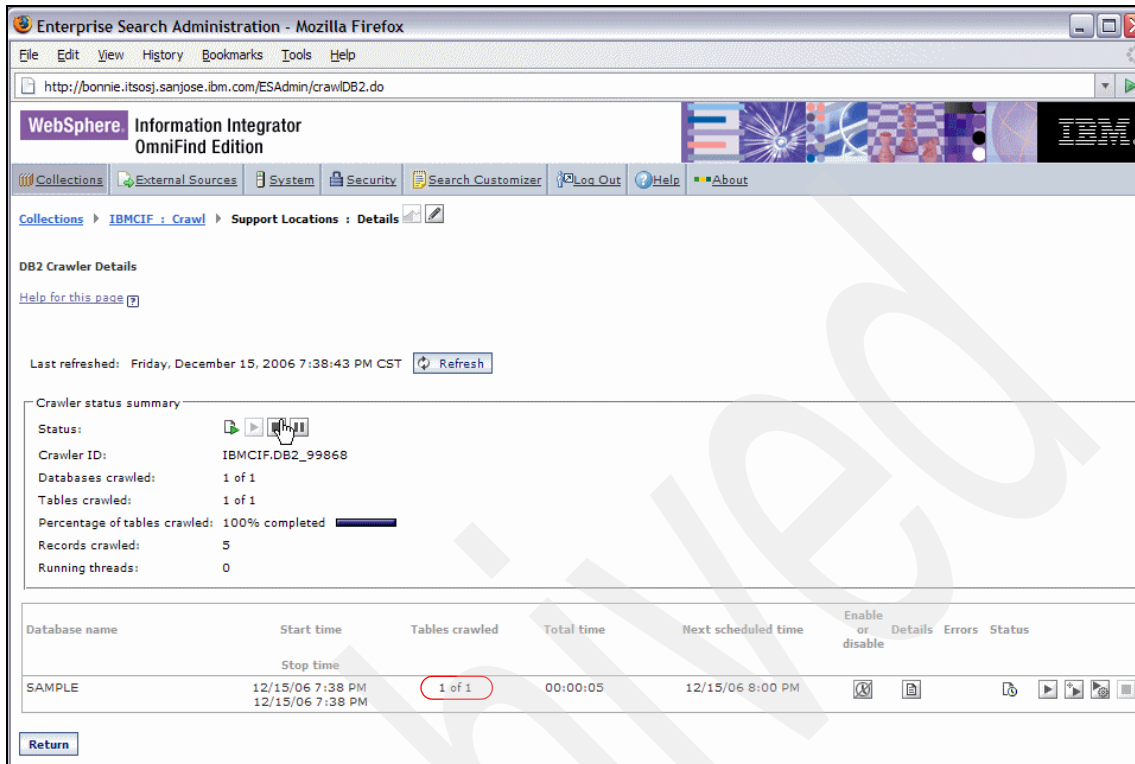 Enterprise Search Administration - Mozilla Firefox
File Edit View History Bookmarks Tools Help
http://bonnie.itsosj.sanjose.ibm.com/ESAdmin/crawlDB2.do
WebSphere. Information Integrator
OmniFind Edition
IBM.
Collections External Sources System Security Search Customizer Log Out Help About
Collections IBMCIF : Crawl Support Locations : Details
DB2 Crawler Details
Help for this page ?
Last refreshed: Friday, December 15, 2006 7:38:43 PM CST Refresh
Crawler status summary
Status:
Crawler ID: IBMCIF.DB2_99868
Databases crawled: 1 of 1
Tables crawled: 1 of 1
Percentage of tables crawled: 100% completed
Records crawled: 5
Running threads: 0
Database name Start time Tables crawled Total time Next scheduled time Enable or disable Details Errors Status
Stop time
SAMPLE 12/15/06 7:38 PM 1 of 1 00:00:05 12/15/06 8:00 PM
12/15/06 7:38 PM
Return